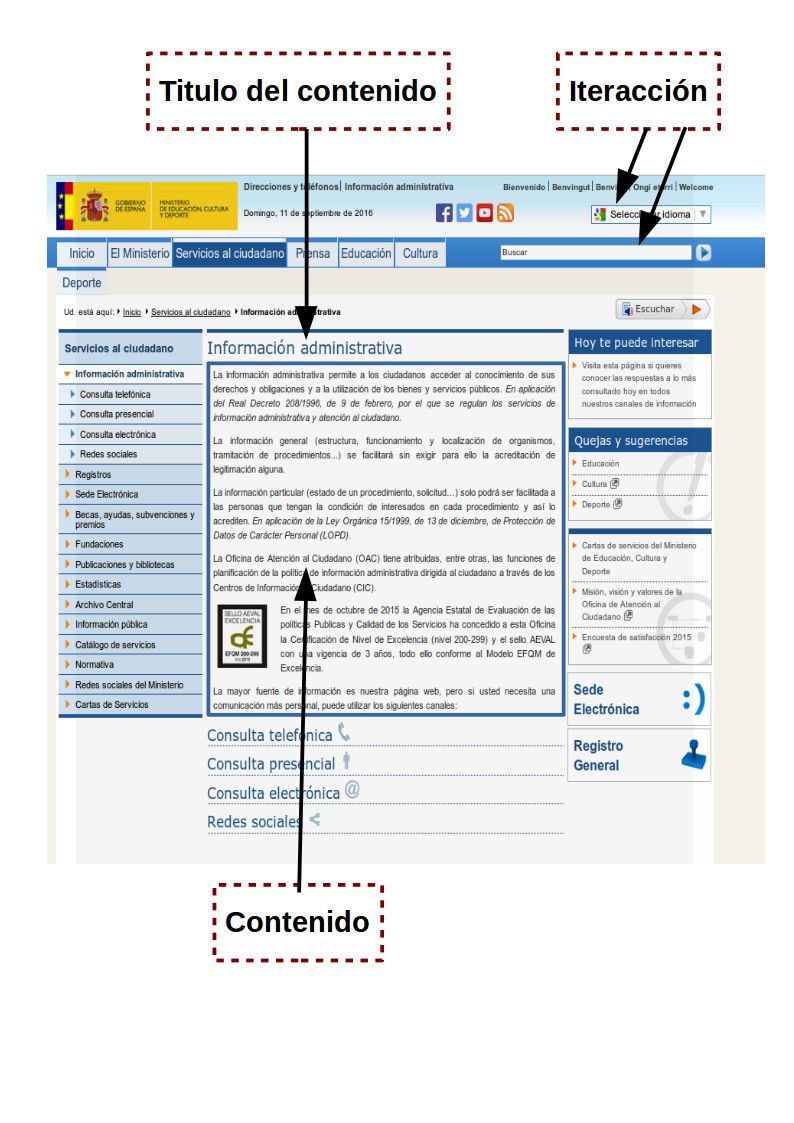 Titulo del contenido
Iteracción
GOBIERNO
DE ESPAÑA
MINISTERIO
DE EDUCACIÓN, CULTURA
Y DEPORTE
Direcciones y teléfonos Información administrativa
Bienvenido Benvingut Ongi etorri Welcome
Domingo, 11 de septiembre de 2016
Seleccionar idioma
Inicio El Ministerio Servicios al ciudadano Prensa Educación Cultura
Buscar
Deporte
Ud. está aquí: Inicio Servicios al ciudadano Información administrativa
Escuchar
Servicios al ciudadano
Información administrativa
Consulta telefónica
Consulta presencial
Consulta electrónica
Redes sociales
Registros
Sede Electrónica
Becas, ayudas, subvenciones y
premios
Fundaciones
Publicaciones y bibliotecas
Estadísticas
Archivo Central
Información pública
Catálogo de servicios
Normativa
Redes sociales del Ministerio
Cartas de Servicios
Información administrativa
La información administrativa permite a los ciudadanos acceder al conocimiento de sus
derechos y obligaciones y a la utilización de los bienes y servicios públicos. En aplicación
del Real Decreto 208/1996, de 9 de febrero, por el que se regulan los servicios de
información administrativa y atención al ciudadano.
La información general (estructura, funcionamiento y localización de organismos,
tramitación de procedimientos...) se facilitará sin exigir para ello la acreditación de
legitimación alguna.
La información particular (estado de un procedimiento, solicitud...) solo podrá ser facilitada a
las personas que tengan la condición de interesados en cada procedimiento y así lo
acrediten. En aplicación de la Ley Orgánica 15/1999, de 13 de diciembre, de Protección de
Datos de Carácter Personal (LOPD).
La Oficina de Atención al Ciudadano (OAC) tiene atribuidas, entre otras, las funciones de
planificación de la política de información administrativa dirigida al ciudadano a través de los
Centros de Información al Ciudadano (CIC).
SELLO AEVAL
EXCELENCIA
EFQM 200-299
En el mes de octubre de 2015 la Agencia Estatal de Evaluación de las
políticas Publicas y Calidad de los Servicios ha concedido a esta Oficina
la Certificación de Nivel de Excelencia (nivel 200-299) y el sello AEVAL
con una vigencia de 3 años, todo ello conforme al Modelo EFQM de
Excelencia.
La mayor fuente de información es nuestra página web, pero si usted necesita una
comunicación más personal, puede utilizar los siguientes canales:
Consulta telefónica
Consulta presencial
Consulta electrónica
Redes sociales
Hoy te puede interesar
Visita esta página si quieres
conocer las respuestas a lo más
consultado hoy en todos
nuestros canales de información
Quejas y sugerencias
Educación
Cultura
Deporte
Cartas de servicios del Ministerio
de Educación, Cultura y
Deporte
Misión, visión y valores de la
Oficina de Atención al
Ciudadano
Encuesta de satisfacción 2015
Sede
Electrónica
:)
Registro
General
Contenido